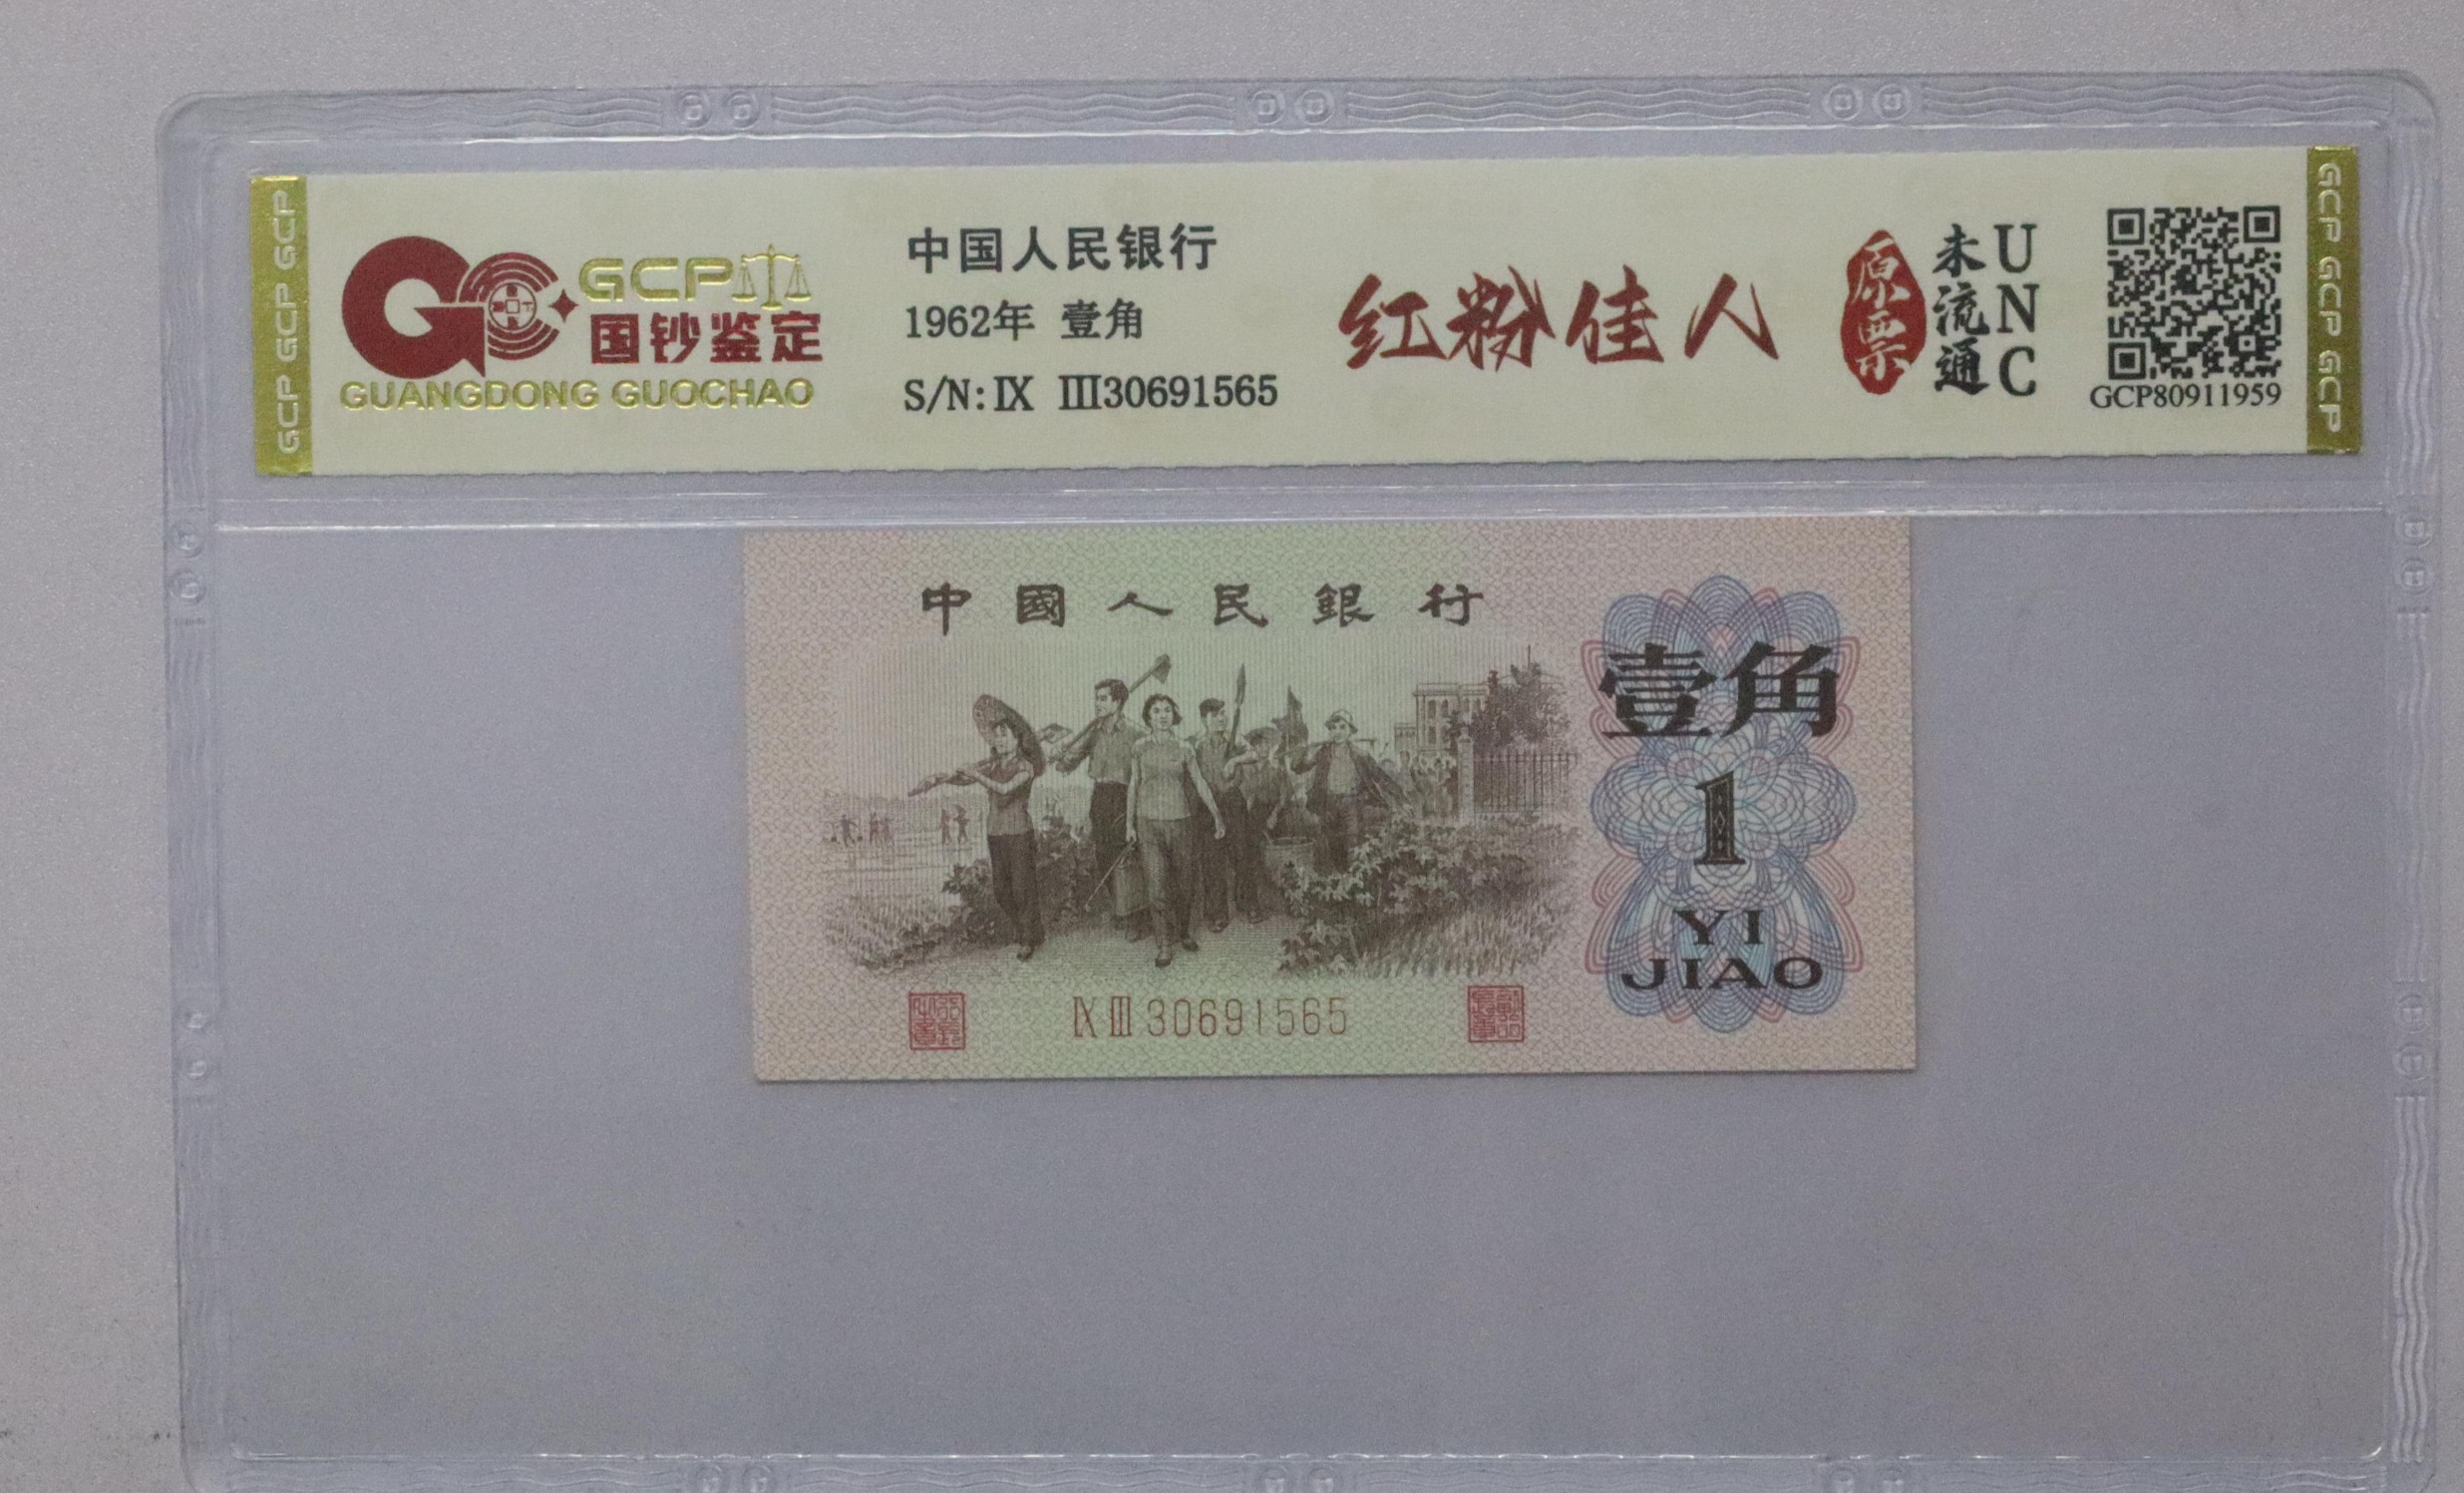 GCP GCP GCP
GCP
国钞鉴定
GUANGDONG GUOCHAO
中国人民银行
1962年 壹角
S/N: Ⅸ Ⅲ30691565
红粉佳人
原票
未流通
UNC
GCP80911959
GCP GCP GCP
中國人民銀行
壹角
1
YI
JIAO
Ⅸ Ⅲ 30691565